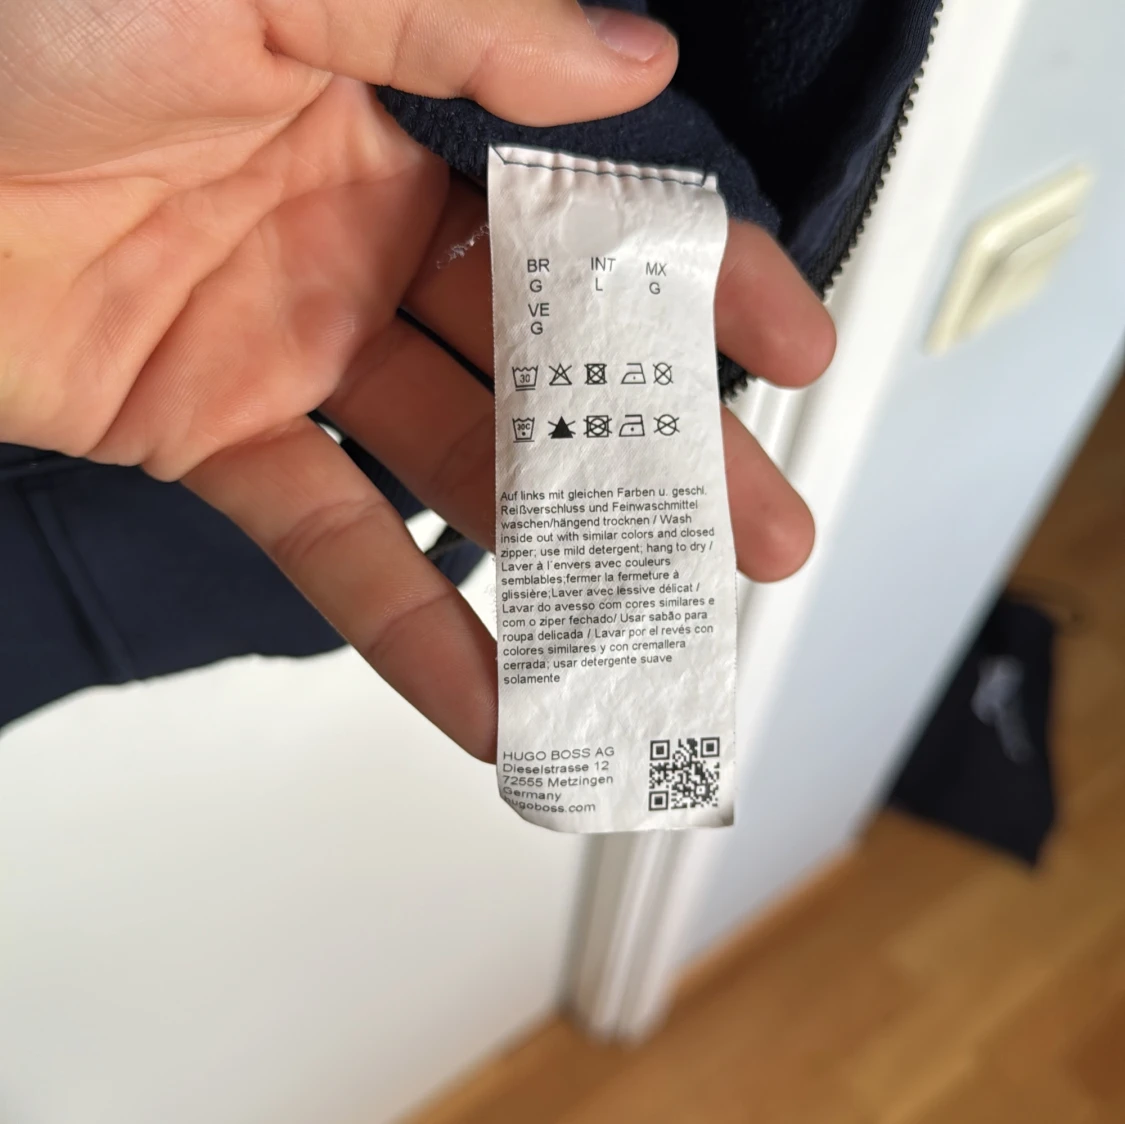 BR INT MX
G L G
VE
G
30
30C
Auf links mit gleichen Farben u. geschl.
Reißverschluss und Feinwaschmittel
waschen/hängend trocknen / Wash
inside out with similar colors and closed
zipper; use mild detergent; hang to dry /
Laver à l'envers avec couleurs
semblables;fermer la fermeture à
glissière;Laver avec lessive délicat /
Lavar do avesso com cores similares e
com o ziper fechado/ Usar sabão para
roupa delicada / Lavar por el revés con
colores similares y con cremallera
cerrada; usar detergente suave
solamente
HUGO BOSS AG
Dieselstrasse 12
72555 Metzingen
Germany
hugoboss.com